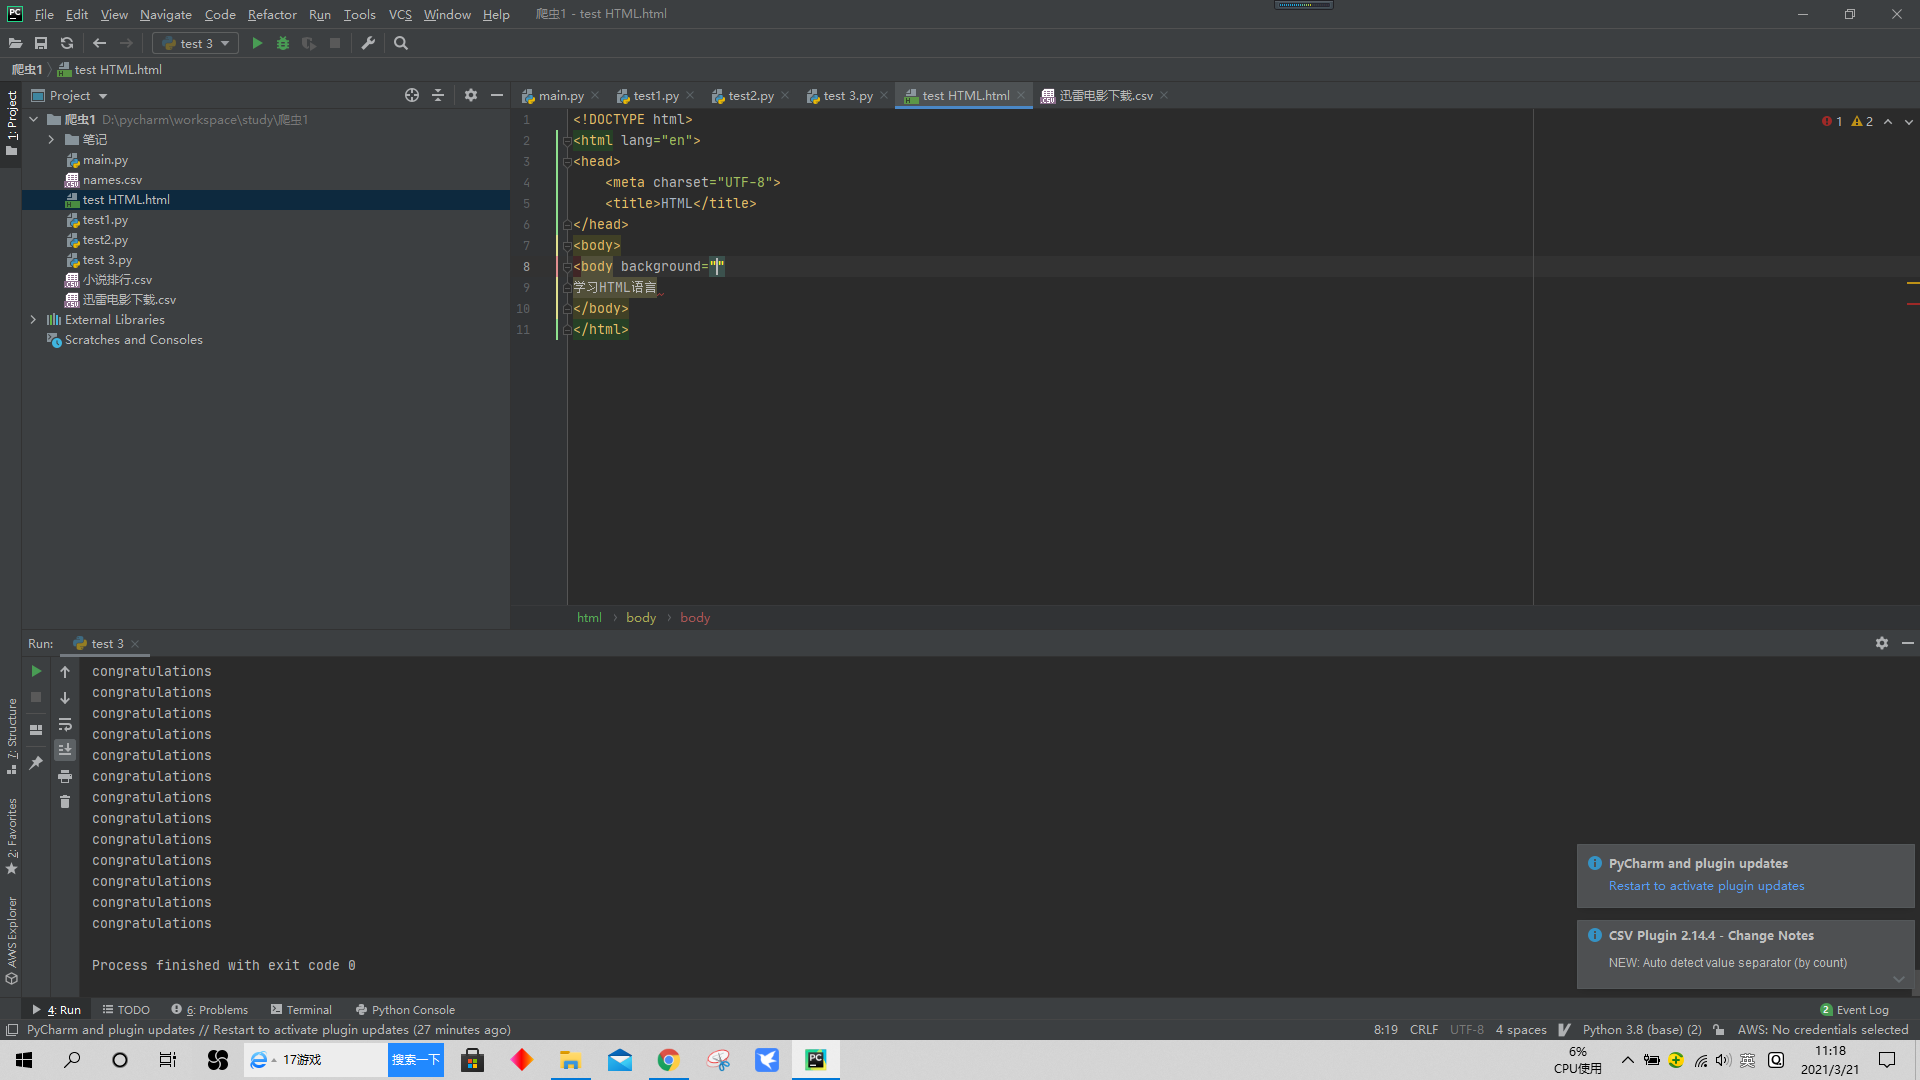 File Edit View Navigate Code Refactor Run Tools VCS Window Help 爬虫1 - test HTML.html
test 3
爬虫1 test HTML.html
Project
main.py test1.py test2.py test 3.py test HTML.html 迅雷电影下载.csv
1: Project
爬虫1 D:\pycharm\workspace\study\爬虫1
笔记
main.py
names.csv
test HTML.html
test1.py
test2.py
test 3.py
小说排行.csv
迅雷电影下载.csv
External Libraries
Scratches and Consoles
1 <!DOCTYPE html>
2 <html lang="en">
3 <head>
4 <meta charset="UTF-8">
5 <title>HTML</title>
6 </head>
7 <body>
8 <body background=""
9 学习HTML语言
10 </body>
11 </html>
1 2
html body body
Run: test 3
congratulations
congratulations
congratulations
congratulations
congratulations
congratulations
congratulations
congratulations
congratulations
congratulations
congratulations
congratulations
congratulations
Process finished with exit code 0
7: Structure
2: Favorites
AWS Explorer
PyCharm and plugin updates
Restart to activate plugin updates
CSV Plugin 2.14.4 - Change Notes
NEW: Auto detect value separator (by count)
4: Run TODO 6: Problems Terminal Python Console 2 Event Log
PyCharm and plugin updates // Restart to activate plugin updates (27 minutes ago) 8:19 CRLF UTF-8 4 spaces Python 3.8 (base) (2) AWS: No credentials selected
17游戏 搜索一下
6%
CPU使用
英
11:18
2021/3/21